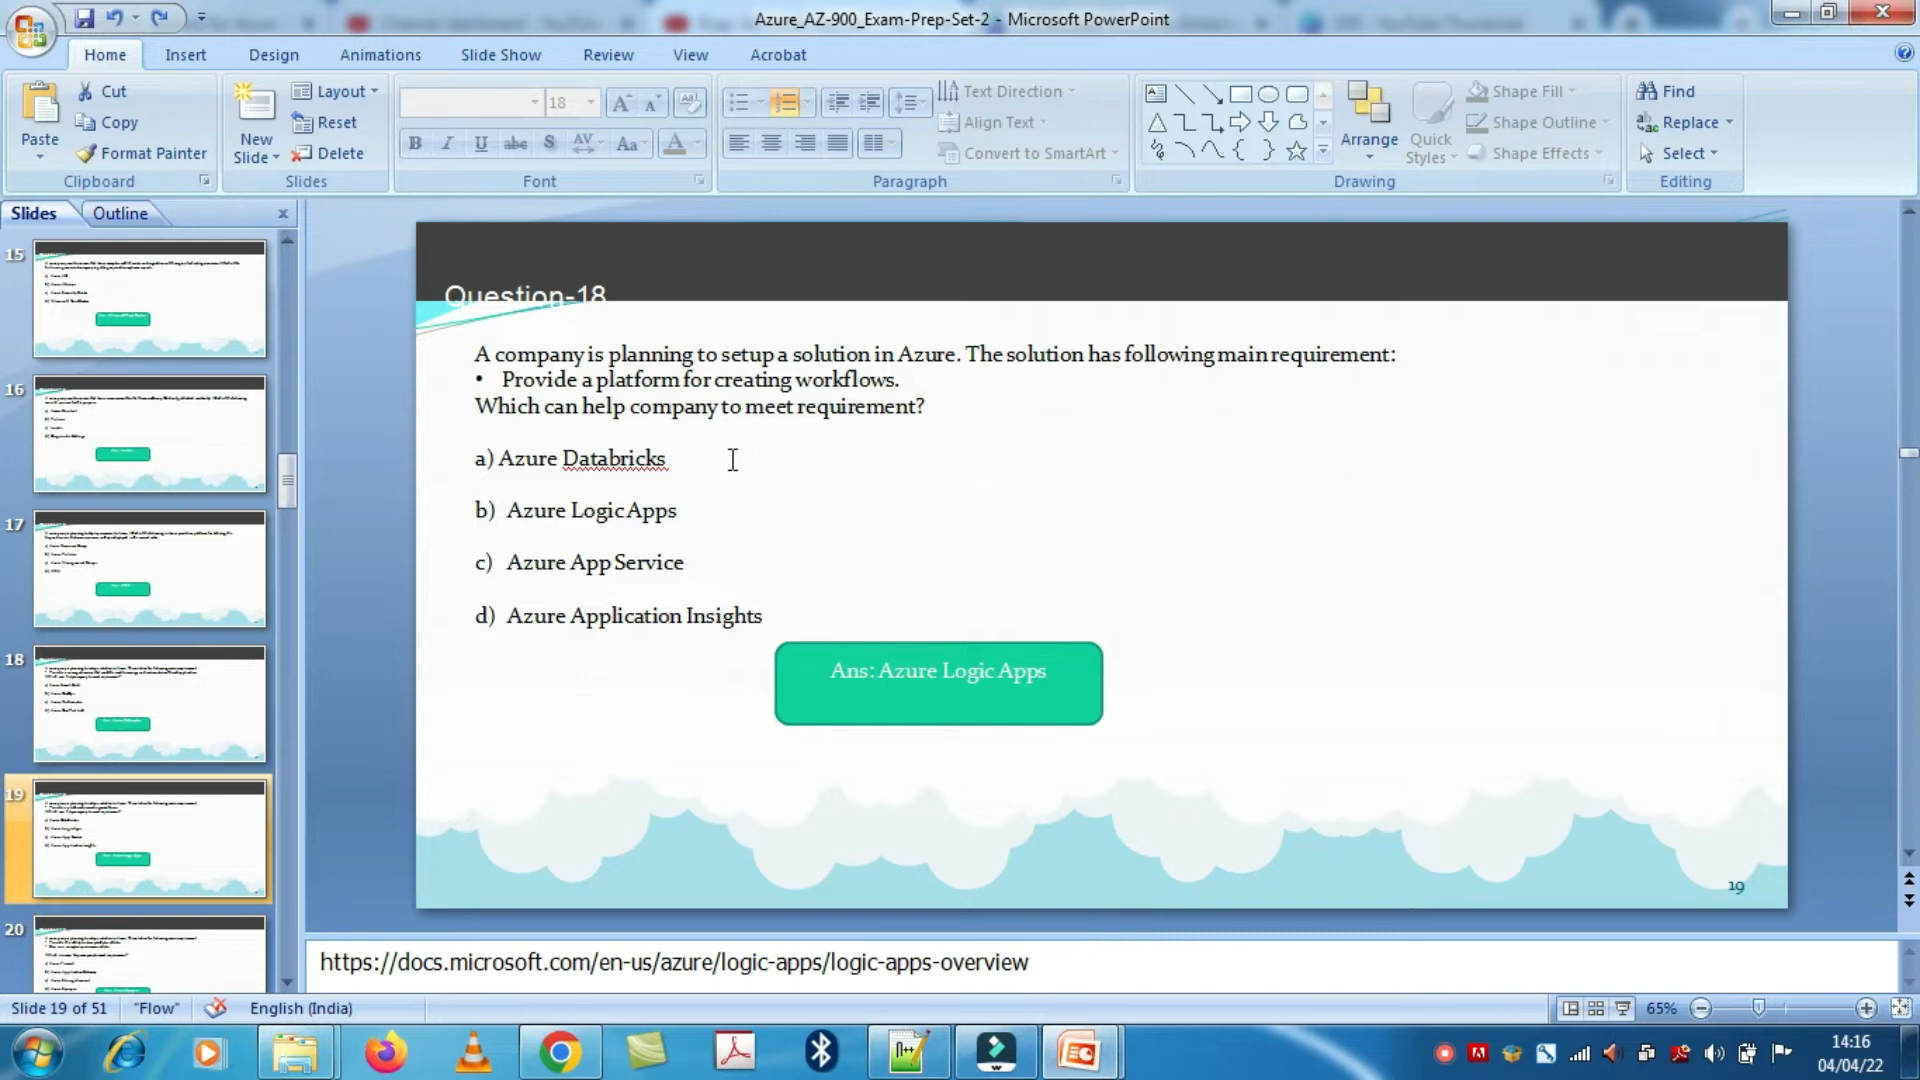 Azure_AZ-900_Exam-Prep-Set-2 - Microsoft PowerPoint
Home
Insert
Design
Animations
Slide Show
Review
View
Acrobat
Paste
Cut
Copy
Format Painter
Clipboard
New
Slide
Layout
Reset
Delete
Slides
18
Font
Paragraph
Text Direction
Align Text
Convert to SmartArt
Arrange
Quick
Styles
Shape Fill
Shape Outline
Shape Effects
Drawing
Find
Replace
Select
Editing
Slides
Outline
15
16
17
18
19
20
Question-18
A company is planning to setup a solution in Azure. The solution has following main requirement:
• Provide a platform for creating workflows.
Which can help company to meet requirement?
a) Azure Databricks
b) Azure Logic Apps
c) Azure App Service
d) Azure Application Insights
Ans: Azure Logic Apps
19
https://docs.microsoft.com/en-us/azure/logic-apps/logic-apps-overview
Slide 19 of 51
"Flow"
English (India)
65%
14:16
04/04/22